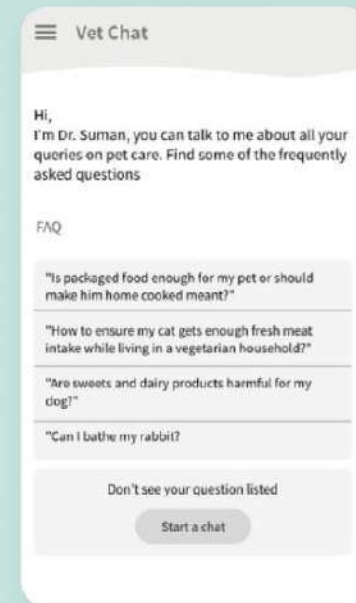 Vet Chat
Hi,
I'm Dr. Suman, you can talk to me about all your
queries on pet care. Find some of the frequently
asked questions
FAQ
"Is packaged food enough for my pet or should
make him home cooked meant?"
"How to ensure my cat gets enough fresh meat
intake while living in a vegetarian household?"
"Are sweets and dairy products harmful for my
dog?"
"Can I bathe my rabbit?
Don't see your question listed
Start a chat